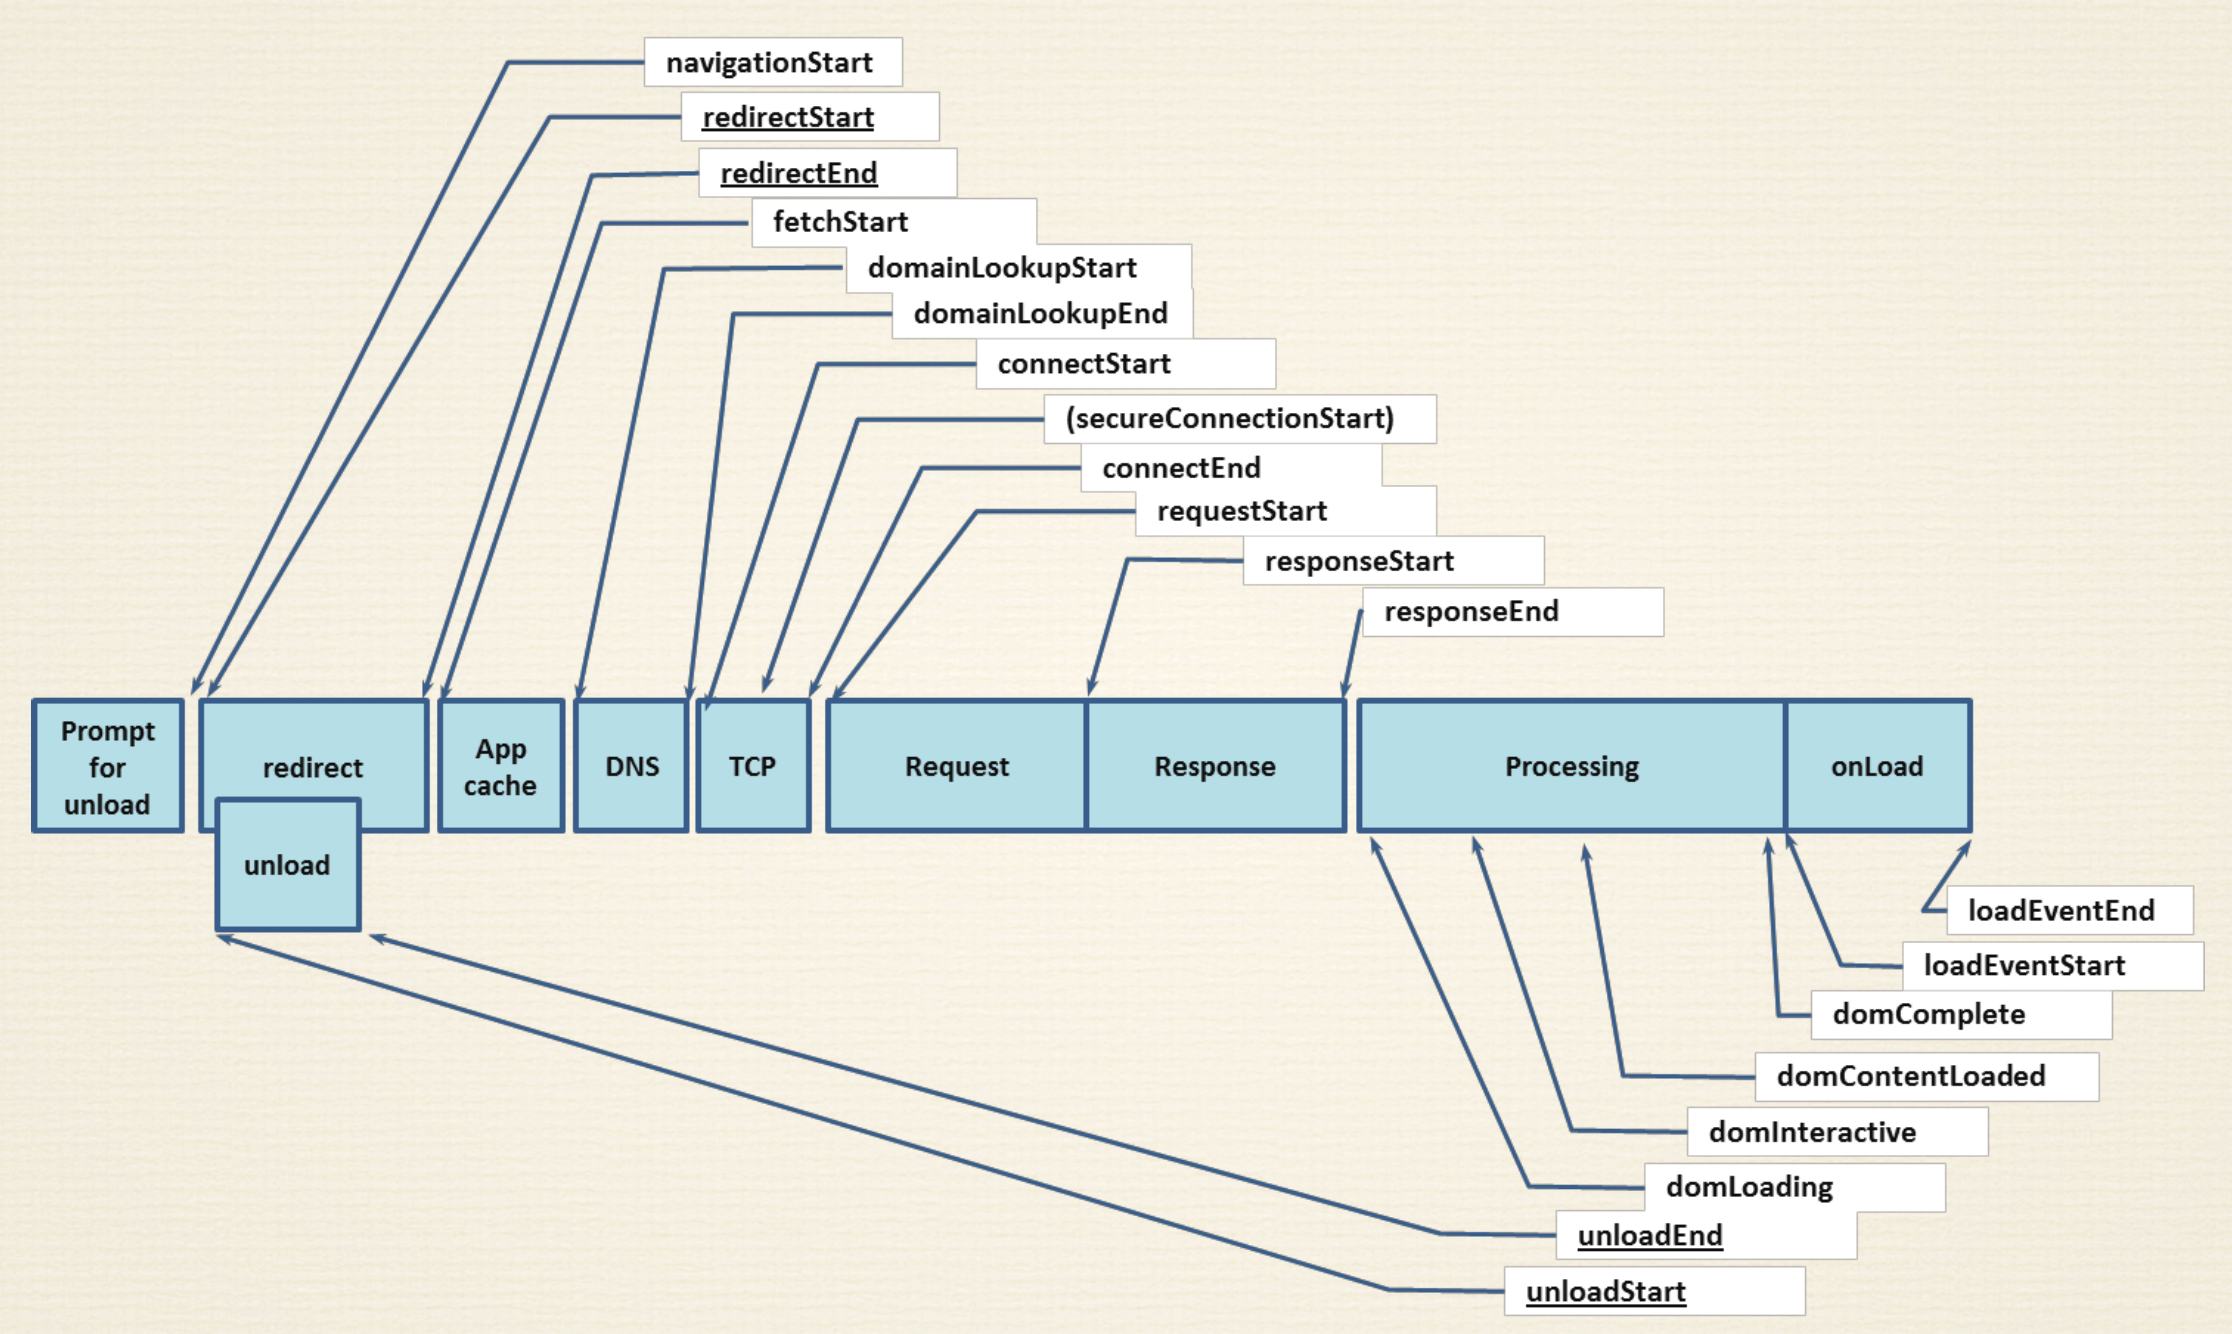 navigationStart
redirectStart
redirectEnd
fetchStart
domainLookupStart
domainLookupEnd
connectStart
(secureConnectionStart)
connectEnd
requestStart
responseStart
responseEnd
Prompt
for
unload
redirect
unload
App
cache
DNS
TCP
Request
Response
Processing
onLoad
loadEventEnd
loadEventStart
domComplete
domContentLoaded
domInteractive
domLoading
unloadEnd
unloadStart